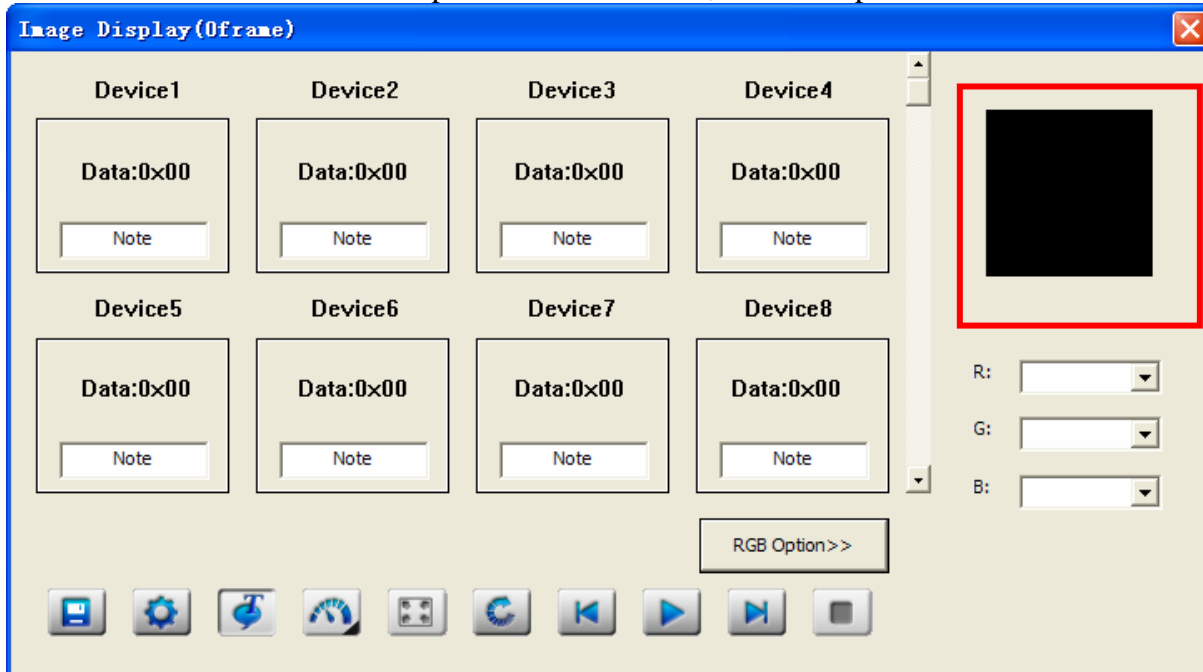 Image Display(0frame)
Device1 Device2 Device3 Device4
Data:0x00 Data:0x00 Data:0x00 Data:0x00
Note Note Note Note
Device5 Device6 Device7 Device8
Data:0x00 Data:0x00 Data:0x00 Data:0x00
Note Note Note Note
R:
G:
B:
RGB Option>>